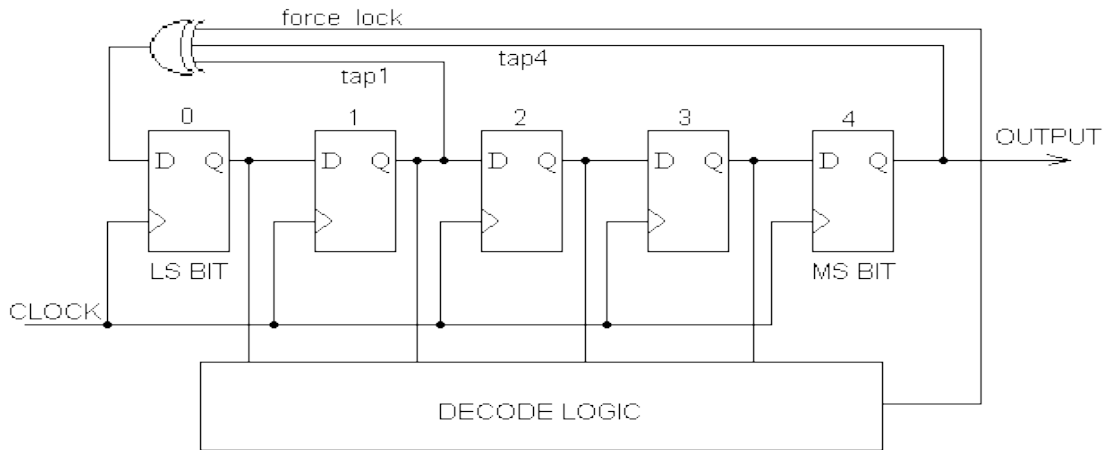 force lock
tap4
tap1
0
1
2
3
4
OUTPUT
D Q
D Q
D Q
D Q
D Q
LS BIT
MS BIT
CLOCK
DECODE LOGIC